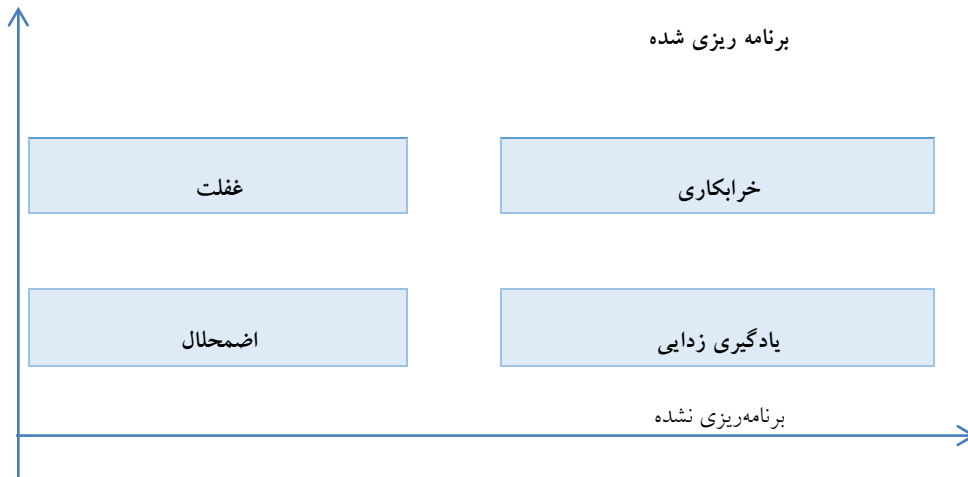 برنامه ریزی شده
خرابکاری
غفلت
یادگیری زدایی
اضمحلال
برنامه‌ریزی نشده